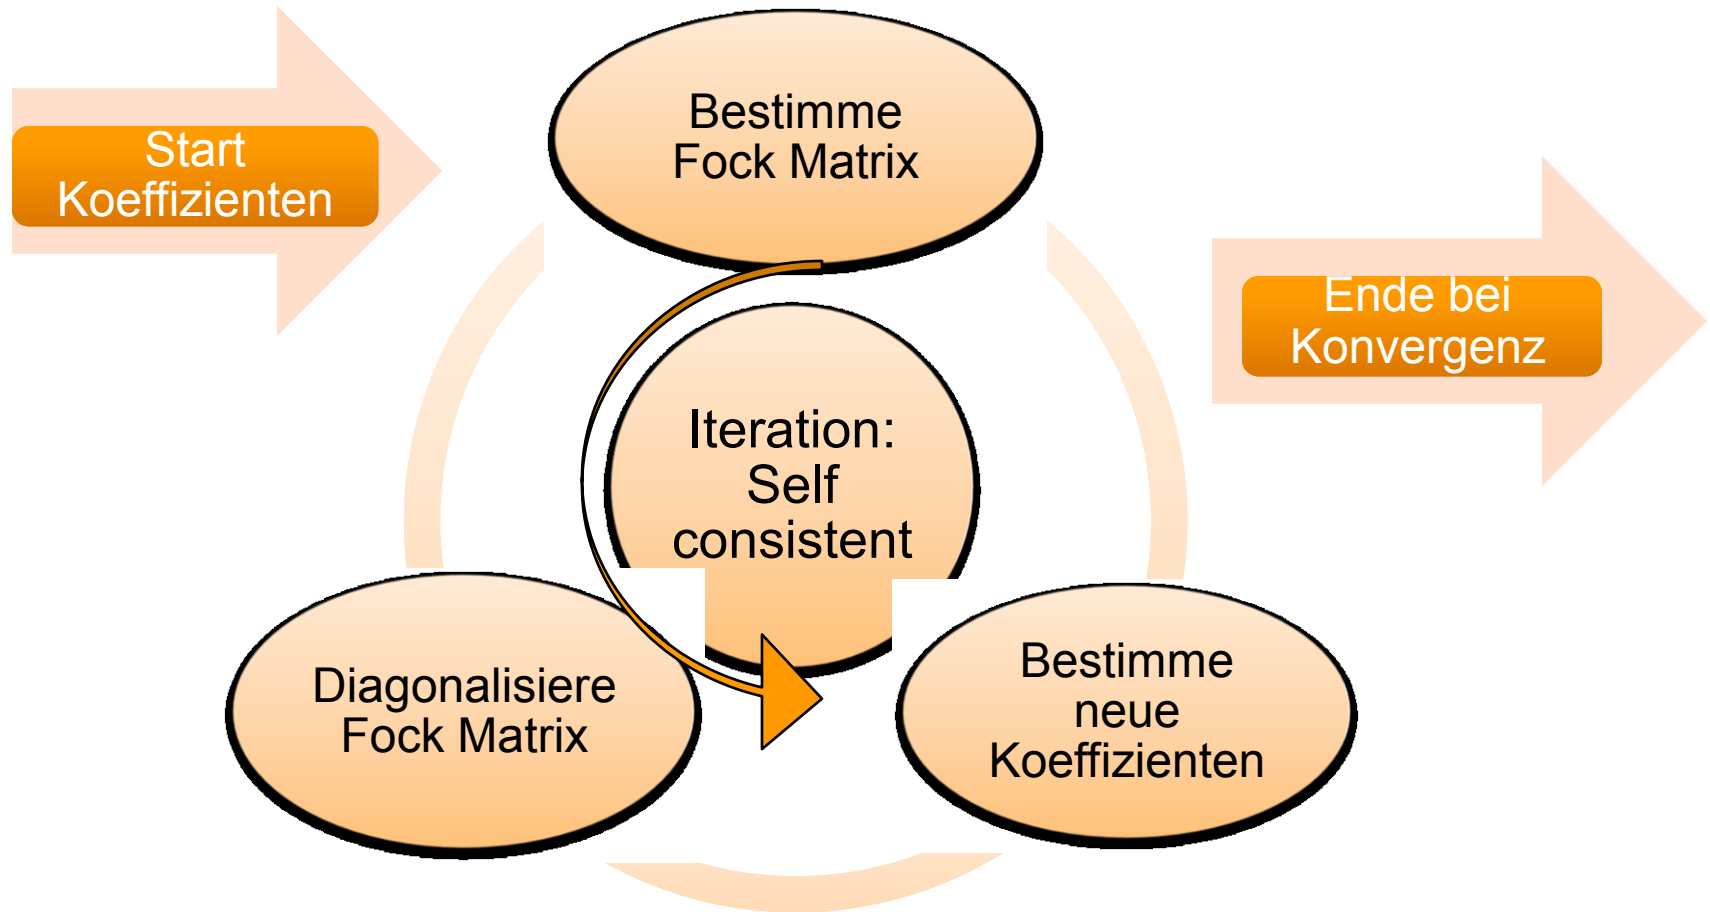 Start
Koeffizienten
Bestimme
Fock Matrix
Ende bei
Konvergenz
Iteration:
Self
consistent
Diagonalisiere
Fock Matrix
Bestimme
neue
Koeffizienten